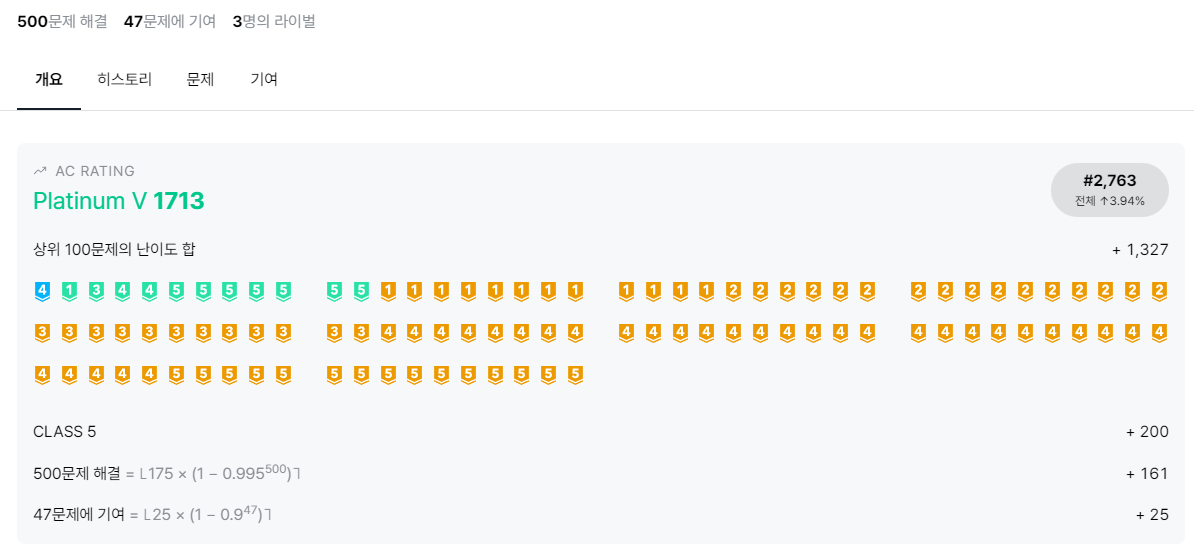 500문제 해결 47문제에 기여 3명의 라이벌
개요 히스토리 문제 기여
AC RATING
Platinum V 1713
#2,763
전체 ↑3.94%
상위 100문제의 난이도 합 + 1,327
4 1 3 4 4 5 5 5 5 5 5 5 1 1 1 1 1 1 1 1 1 1 1 1 2 2 2 2 2 2 2 2 2 2 2 2 2 2 2 2
3 3 3 3 3 3 3 3 3 3 3 3 4 4 4 4 4 4 4 4 4 4 4 4 4 4 4 4 4 4 4 4 4 4 4 4 4 4 4 4
4 4 4 4 4 5 5 5 5 5 5 5 5 5 5 5 5 5 5 5
CLASS 5 + 200
500문제 해결 = ㄴ175 × (1 − 0.995^500)ㄱ + 161
47문제에 기여 = ㄴ25 × (1 − 0.9^47)ㄱ + 25